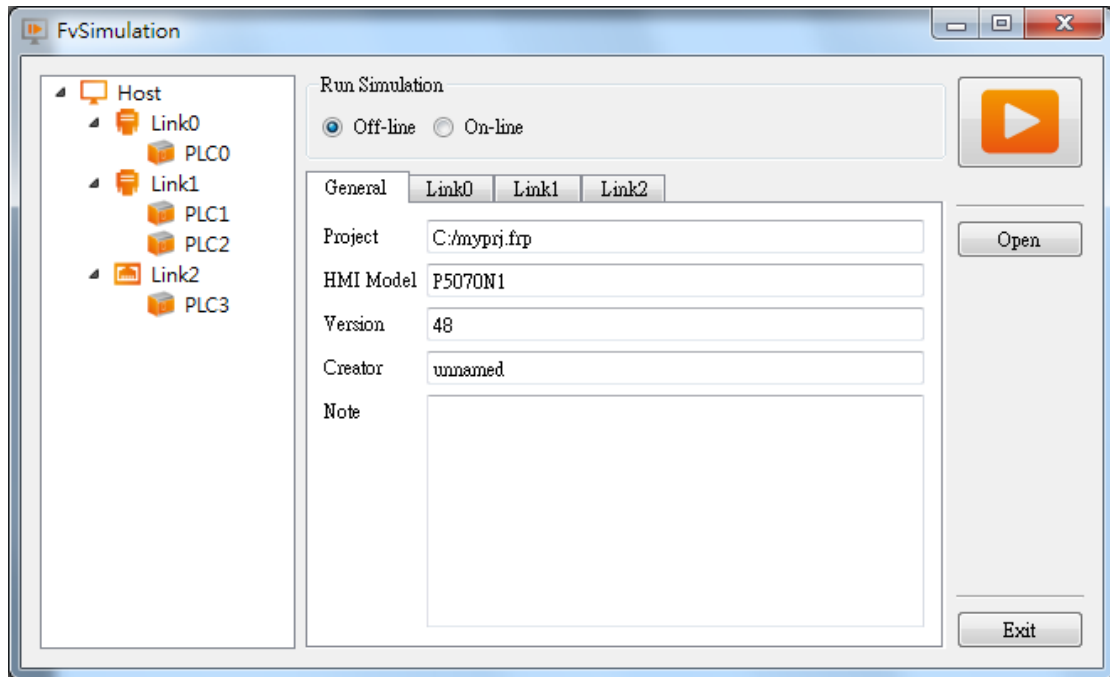 FvSimulation
Host
Link0
PLC0
Link1
PLC1
PLC2
Link2
PLC3
Run Simulation
Off-line On-line
General Link0 Link1 Link2
Project C:/myprj.frp
HMI Model P5070N1
Version 48
Creator unnamed
Note
Open
Exit